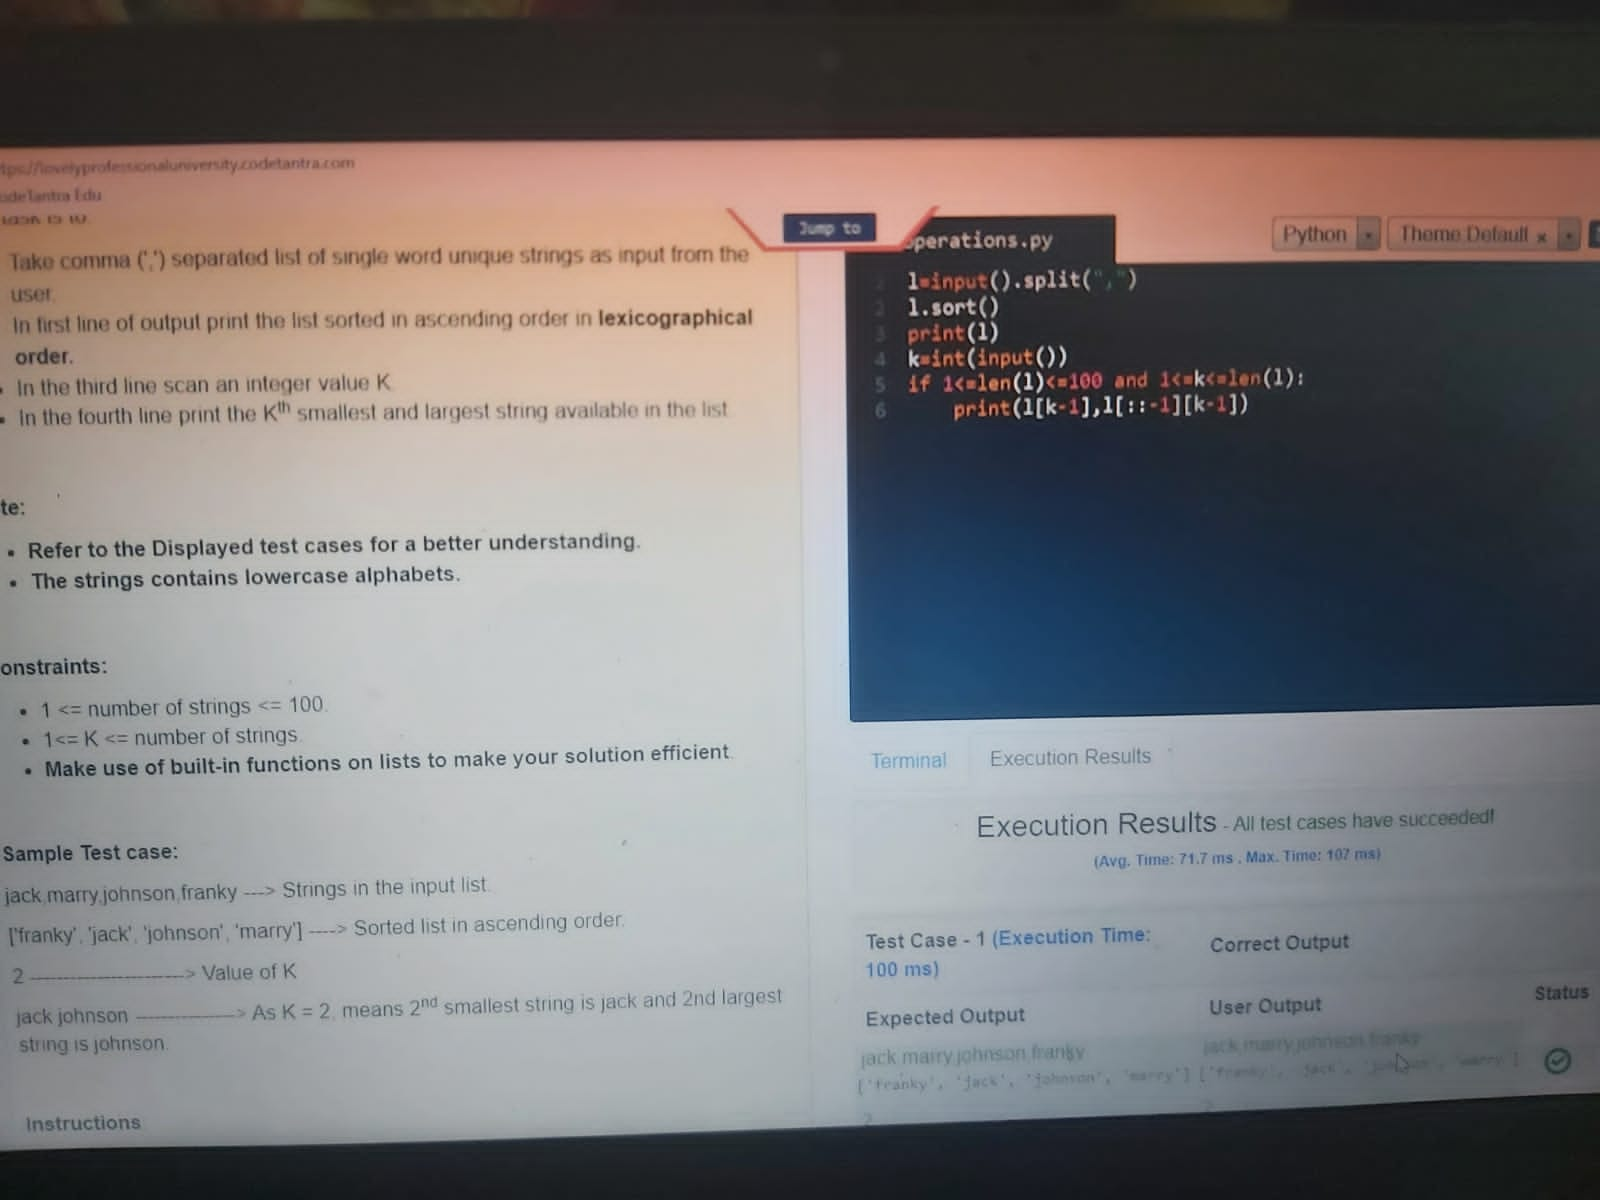 tps://lovelyprofessionaluniversity.codetantra.com
odeTantra Edu
Take comma (',') separated list of single word unique strings as input from the
user.
In first line of output print the list sorted in ascending order in lexicographical
order.
In the third line scan an integer value K.
In the fourth line print the Kth smallest and largest string available in the list.
te:
• Refer to the Displayed test cases for a better understanding.
• The strings contains lowercase alphabets.
onstraints:
• 1 <= number of strings <= 100.
• 1<= K <= number of strings.
• Make use of built-in functions on lists to make your solution efficient.
Sample Test case:
jack,marry,johnson,franky ---> Strings in the input list.
['franky', 'jack', 'johnson', 'marry'] ----> Sorted list in ascending order.
2 --------------------> Value of K
jack johnson -------------> As K = 2, means 2nd smallest string is jack and 2nd largest
string is johnson.
Instructions
Jump to
perations.py
Python
Theme Default ×
1 l=input().split(",")
2 l.sort()
3 print(l)
4 k=int(input())
5 if 1<=len(l)<=100 and 1<=k<=len(l):
6 print(l[k-1],l[::-1][k-1])
Terminal
Execution Results
Execution Results - All test cases have succeeded!
(Avg. Time: 71.7 ms , Max. Time: 107 ms)
Test Case - 1 (Execution Time:
100 ms)
Correct Output
Expected Output
User Output
Status
jack,marry,johnson,franky
jack,marry,johnson,franky
['franky', 'jack', 'johnson', 'marry']
['franky', 'jack', 'johnson', 'marry']
2
2